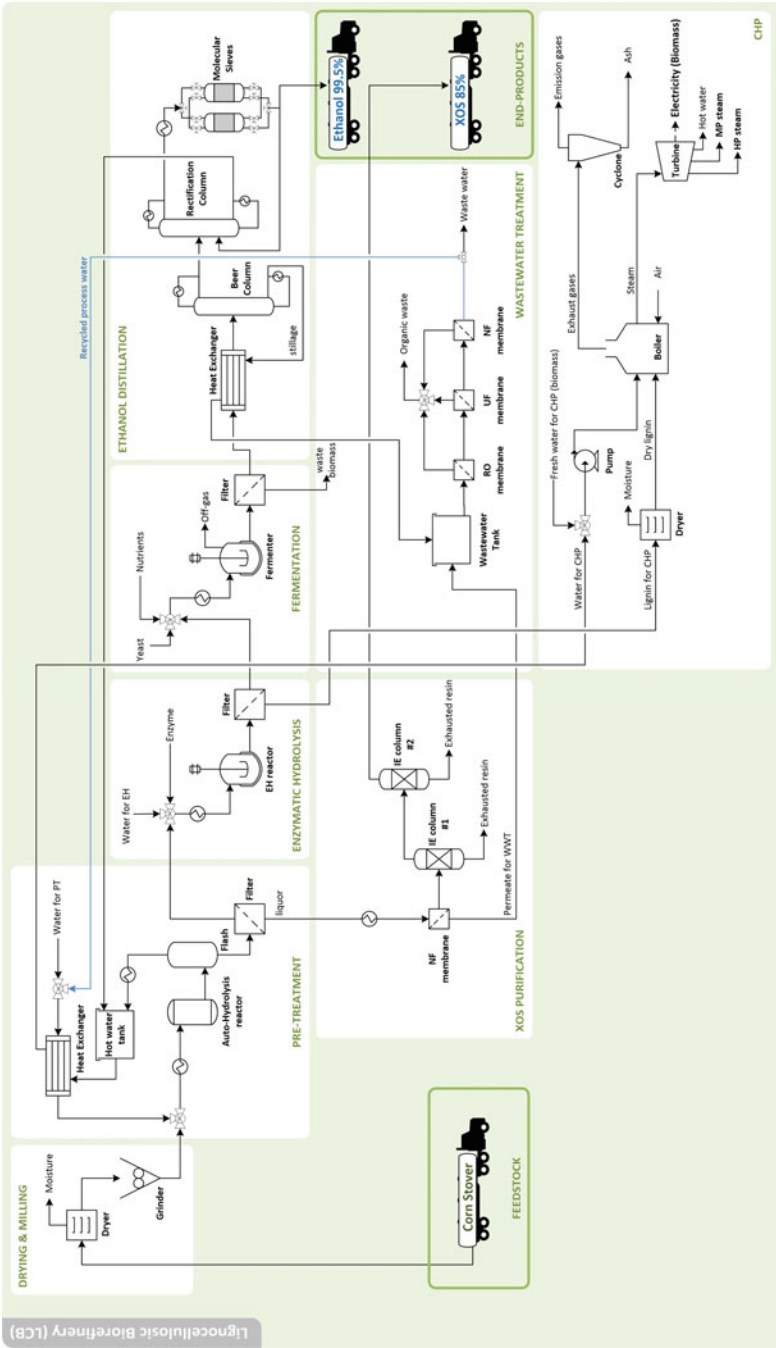 Lignocellulosic Biorefinery (LCB)
DRYING & MILLING
Moisture
Dryer
Grinder
FEEDSTOCK
Corn Stover
PRE-TREATMENT
Water for PT
Heat Exchanger
Hot water
tank
Auto-Hydrolysis
reactor
Flash
Filter
liquor
ENZYMATIC HYDROLYSIS
Water for EH
Enzyme
EH reactor
Filter
XOS PURIFICATION
NF
membrane
IE column
#1
IE column
#2
Exhausted resin
Exhausted resin
Permeate for WWT
FERMENTATION
Yeast
Nutrients
Off-gas
Fermenter
Filter
waste
biomass
ETHANOL DISTILLATION
Recycled process water
Heat Exchanger
stillage
Beer
Column
Rectification
Column
Molecular
Sieves
WASTEWATER TREATMENT
Wastewater
Tank
RO
membrane
UF
membrane
NF
membrane
Organic waste
Waste water
END-PRODUCTS
Ethanol 99.5%
XOS 85%
CHP
Fresh water for CHP (biomass)
Water for CHP
Pump
Moisture
Lignin for CHP
Dryer
Dry lignin
Boiler
Air
Exhaust gases
Steam
Cyclone
Emission gases
Ash
Turbine
Electricity (Biomass)
Hot water
MP steam
HP steam